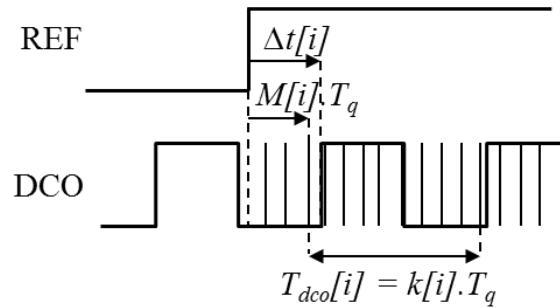 REF
Δt[i]
M[i].Tq
DCO
Tdco[i] = k[i].Tq